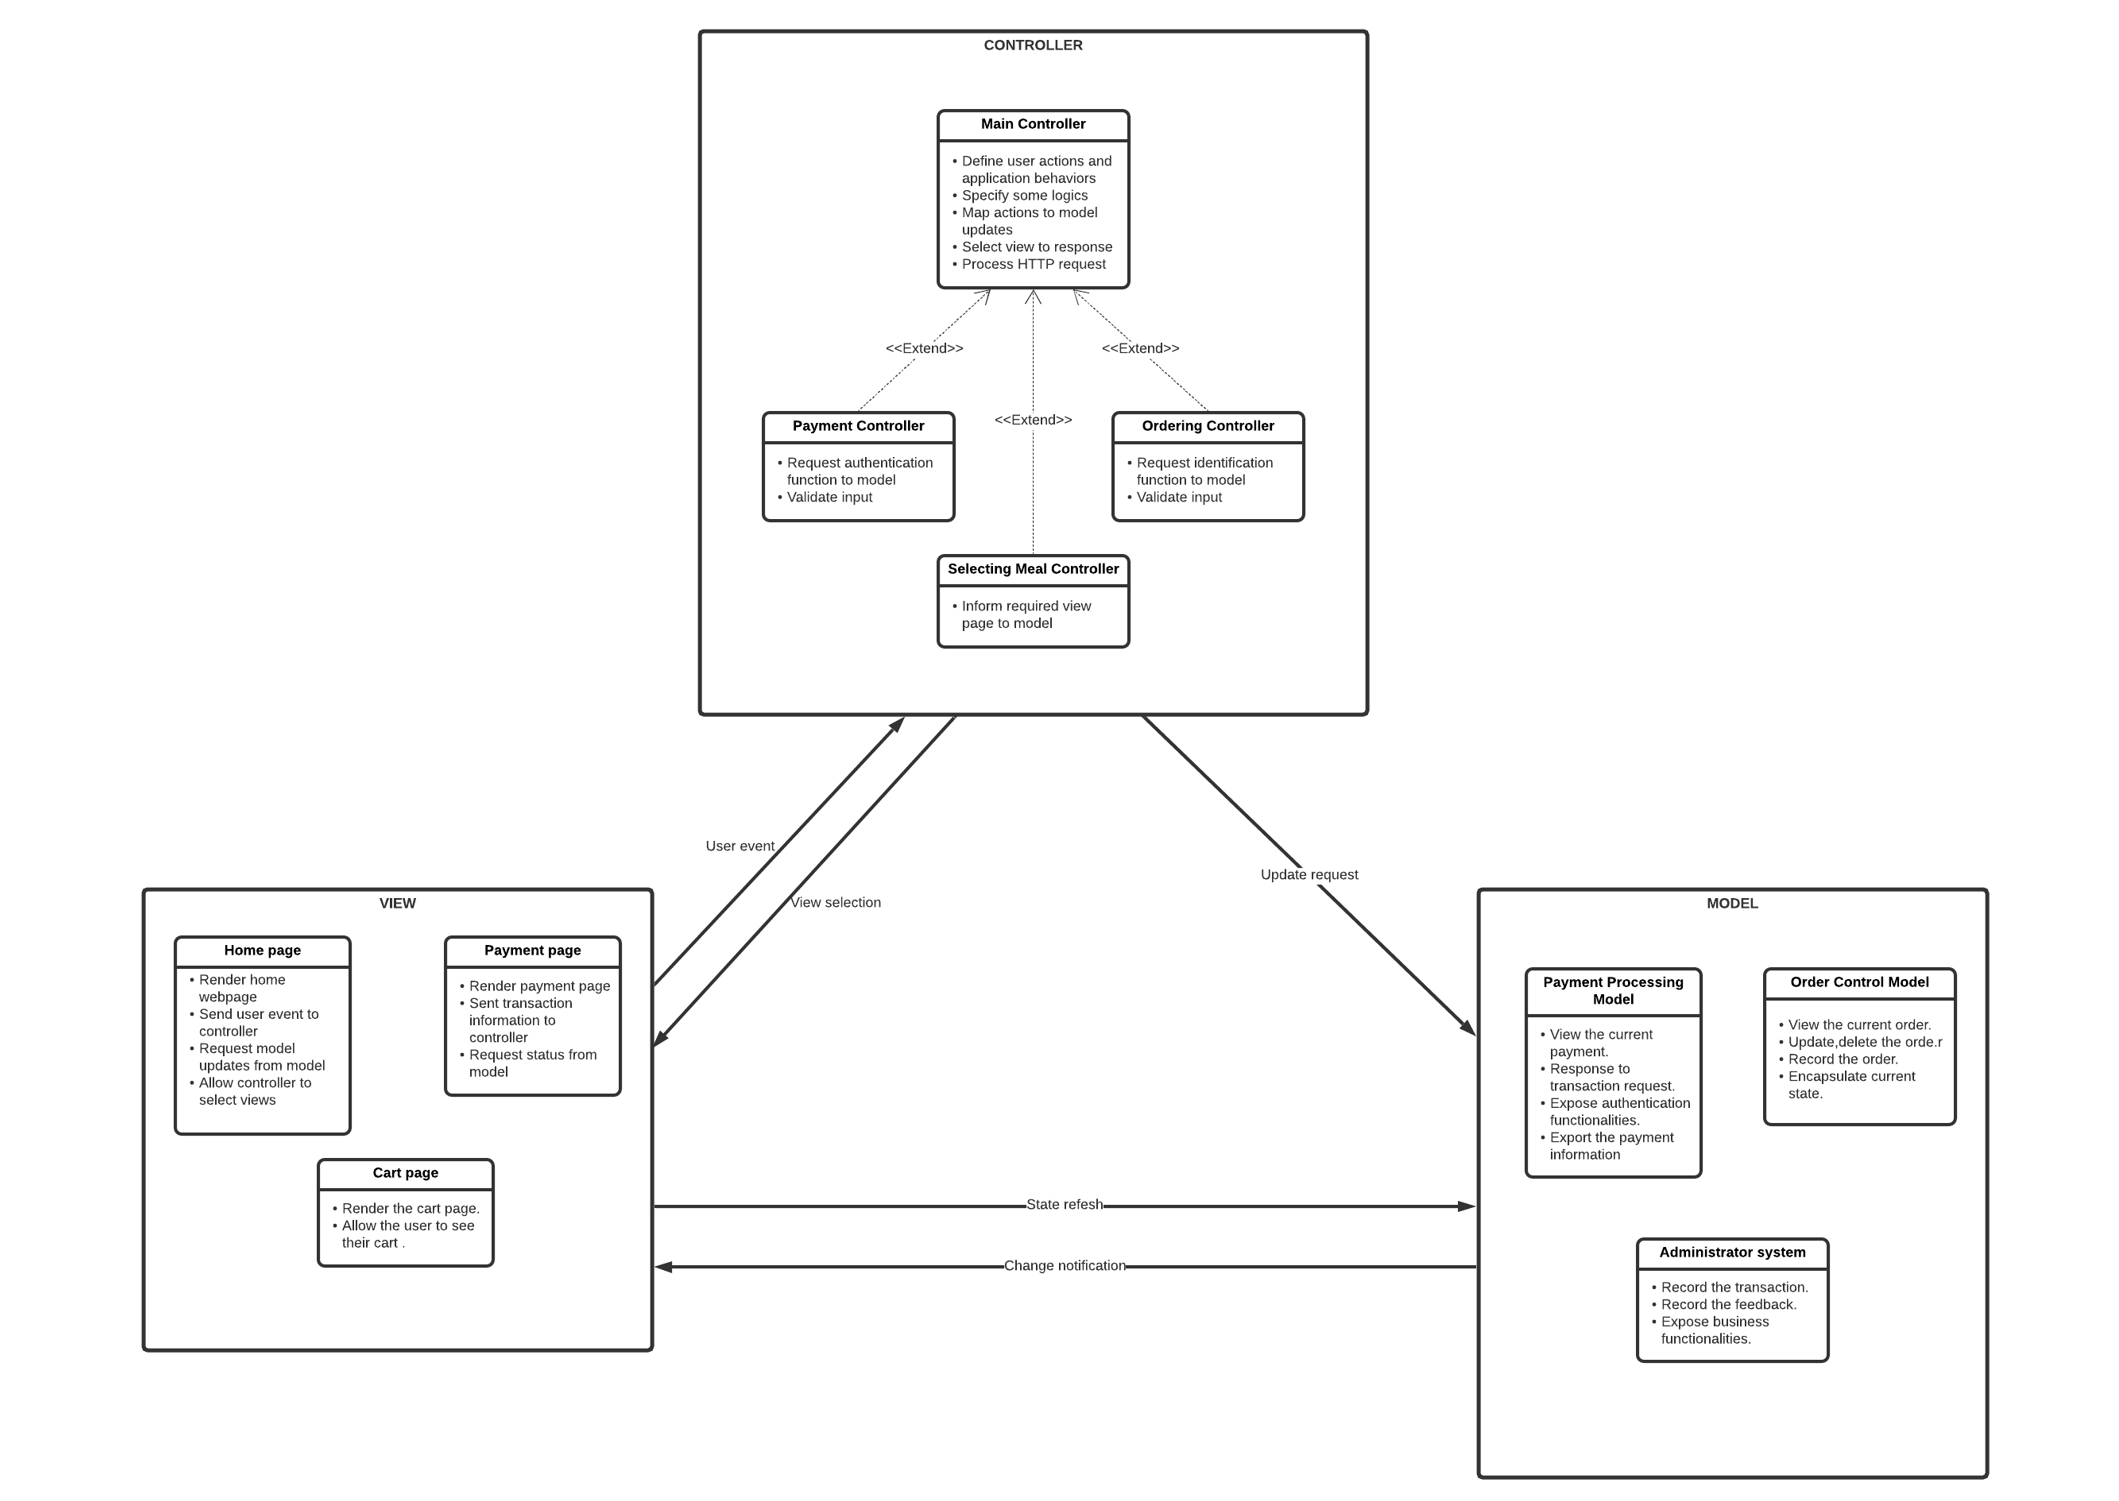 CONTROLLER
Main Controller
• Define user actions and
application behaviors
• Specify some logics
• Map actions to model
updates
• Select view to response
• Process HTTP request
<<Extend>>
<<Extend>>
<<Extend>>
Payment Controller
• Request authentication
function to model
• Validate input
Ordering Controller
• Request identification
function to model
• Validate input
Selecting Meal Controller
• Inform required view
page to model
User event
View selection
Update request
VIEW
Home page
• Render home
webpage
• Send user event to
controller
• Request model
updates from model
• Allow controller to
select views
Payment page
• Render payment page
• Sent transaction
information to
controller
• Request status from
model
Cart page
• Render the cart page.
• Allow the user to see
their cart .
State refesh
Change notification
MODEL
Payment Processing
Model
• View the current
payment.
• Response to
transaction request.
• Expose authentication
functionalities.
• Export the payment
information
Order Control Model
• View the current order.
• Update,delete the orde.r
• Record the order.
• Encapsulate current
state.
Administrator system
• Record the transaction.
• Record the feedback.
• Expose business
functionalities.